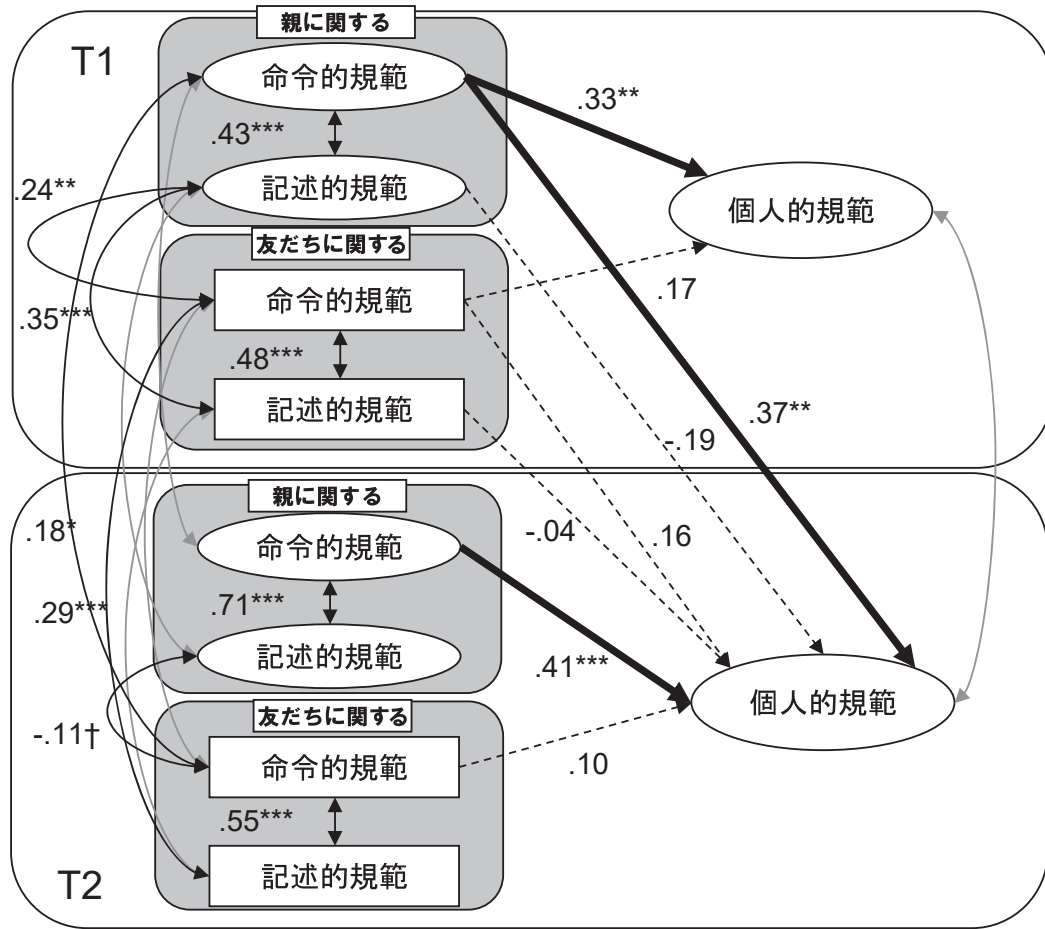 T1
親に関する
命令的規範
.43***
記述的規範
.24**
友だちに関する
命令的規範
.35***
.48***
記述的規範
.33**
個人的規範
.17
.37**
-.19
親に関する
命令的規範
.18*
-.04
.16
.71***
.29***
記述的規範
.41***
個人的規範
友だちに関する
-.11†
命令的規範
.10
.55***
記述的規範
T2